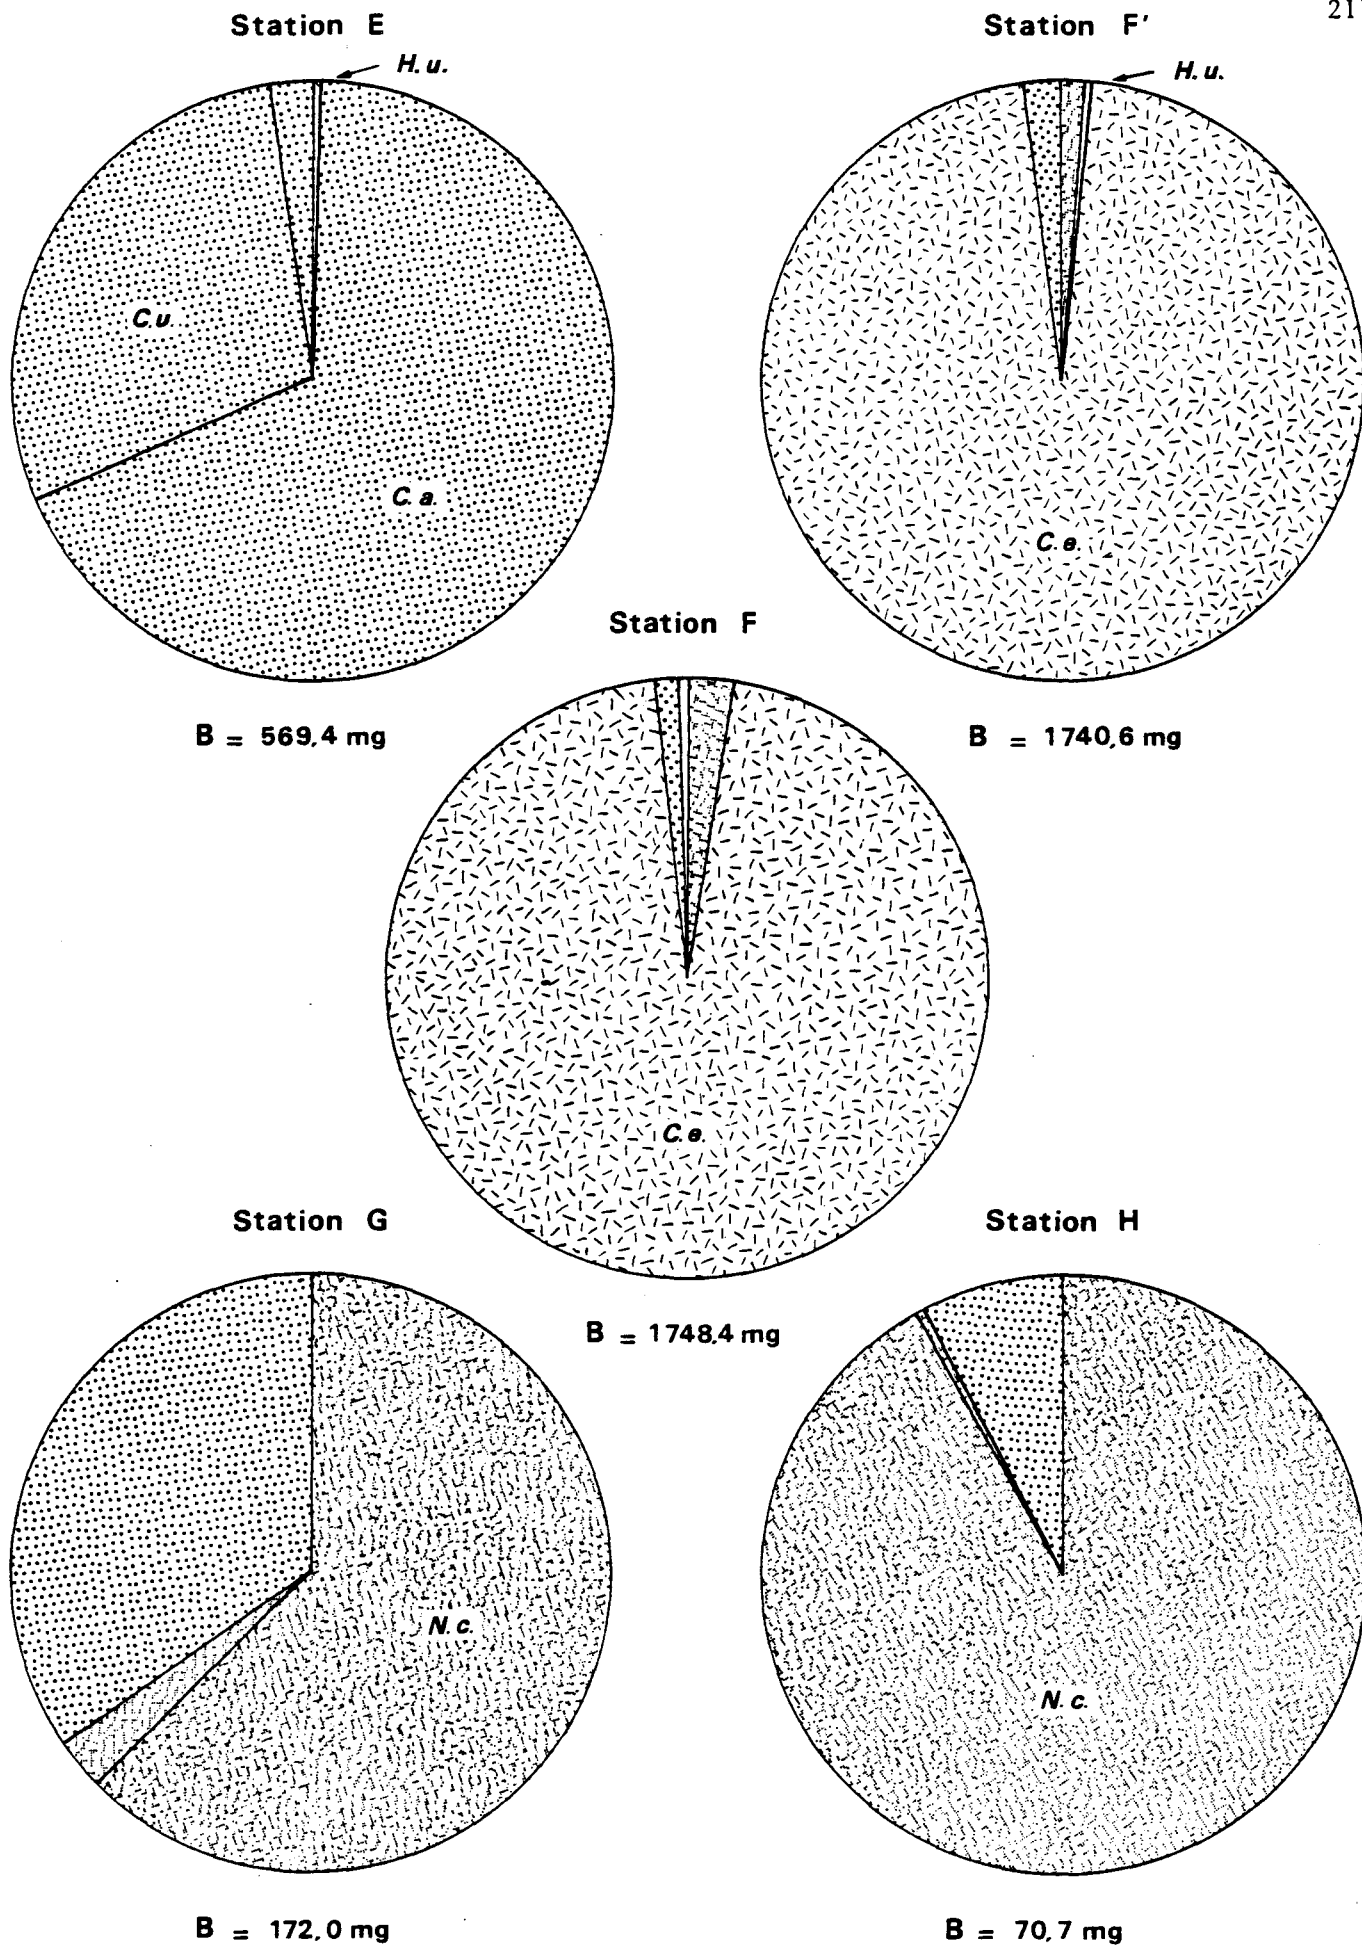 21
Station E
Station F'
H.u.
H.u.
C.u.
C.a.
C.e.
Station F
B = 569,4 mg
B = 1740,6 mg
C.e.
Station G
Station H
B = 1748,4 mg
N.c.
N.c.
B = 172,0 mg
B = 70,7 mg